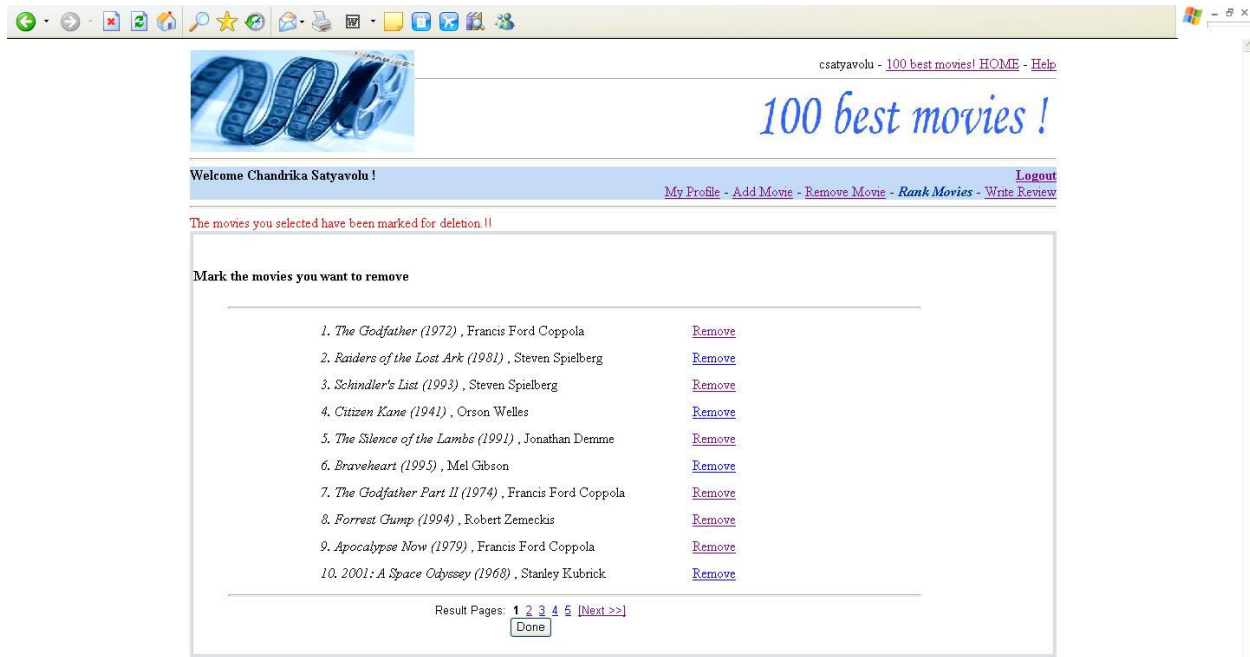 csatyavolu - 100 best movies! HOME - Help
100 best movies !
Welcome Chandrika Satyavolu !
Logout
My Profile - Add Movie - Remove Movie - Rank Movies - Write Review
The movies you selected have been marked for deletion.!!
Mark the movies you want to remove
1. The Godfather (1972) , Francis Ford Coppola Remove
2. Raiders of the Lost Ark (1981) , Steven Spielberg Remove
3. Schindler's List (1993) , Steven Spielberg Remove
4. Citizen Kane (1941) , Orson Welles Remove
5. The Silence of the Lambs (1991) , Jonathan Demme Remove
6. Braveheart (1995) , Mel Gibson Remove
7. The Godfather Part II (1974) , Francis Ford Coppola Remove
8. Forrest Gump (1994) , Robert Zemeckis Remove
9. Apocalypse Now (1979) , Francis Ford Coppola Remove
10. 2001: A Space Odyssey (1968) , Stanley Kubrick Remove
Result Pages: 1 2 3 4 5 [Next >>]
Done